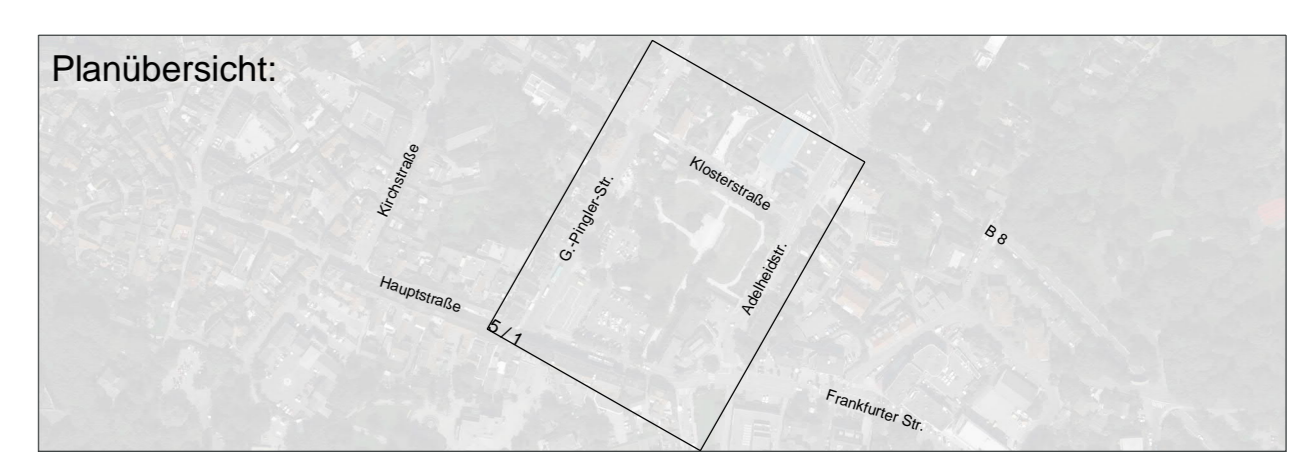 Planübersicht:
Kirchstraße
Klosterstraße
G.-Pingler-Str.
B 8
Adelheidstr.
Hauptstraße
5 / 1
Frankfurter Str.